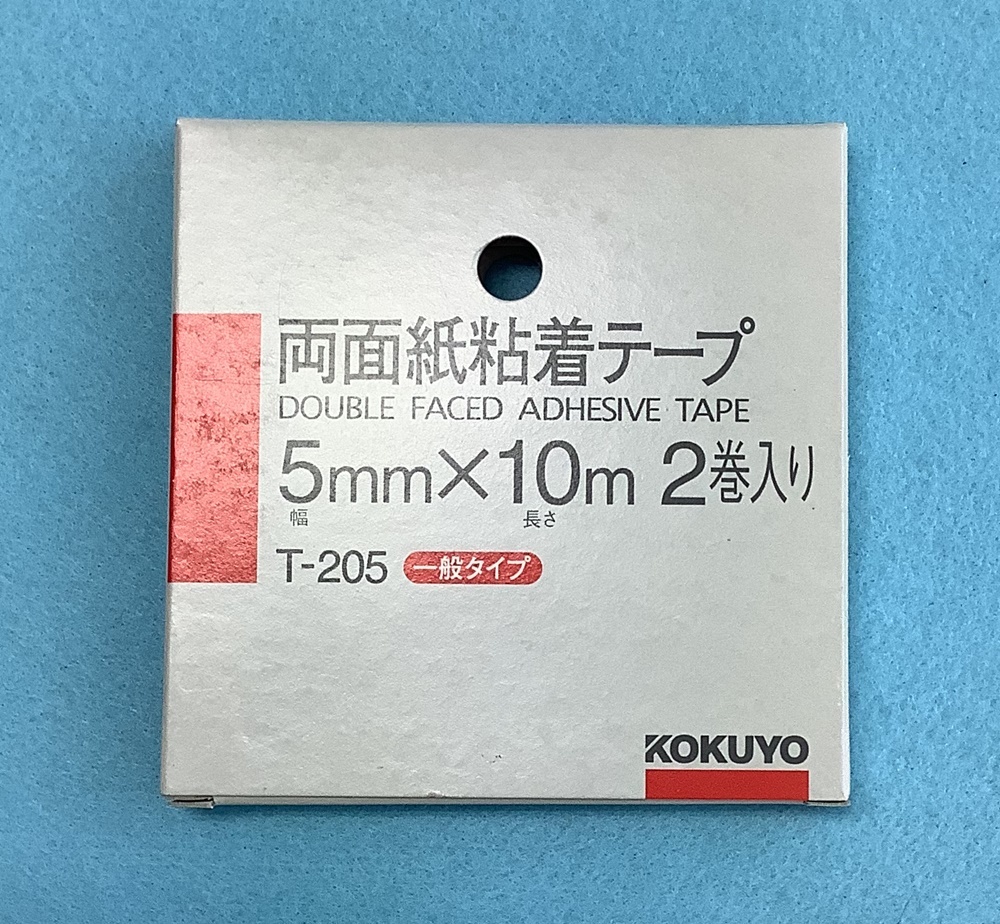 両面紙粘着テープ
DOUBLE FACED ADHESIVE TAPE
5mm×10m 2巻入り
幅 長さ
T-205 一般タイプ
KOKUYO